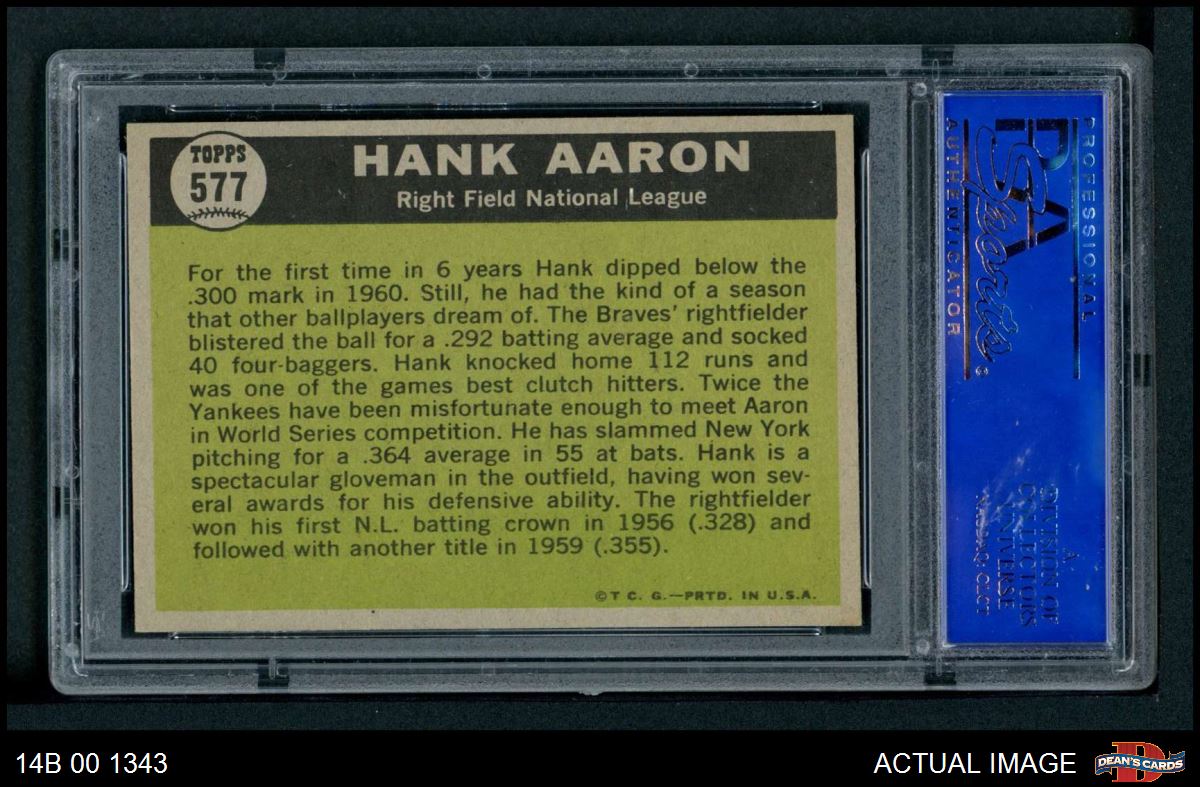 TOPPS
577
HANK AARON
Right Field National League
For the first time in 6 years Hank dipped below the
.300 mark in 1960. Still, he had the kind of a season
that other ballplayers dream of. The Braves' rightfielder
blistered the ball for a .292 batting average and socked
40 four-baggers. Hank knocked home 112 runs and
was one of the games best clutch hitters. Twice the
Yankees have been misfortunate enough to meet Aaron
in World Series competition. He has slammed New York
pitching for a .364 average in 55 at bats. Hank is a
spectacular gloveman in the outfield, having won sev-
eral awards for his defensive ability. The rightfielder
won his first N.L. batting crown in 1956 (.328) and
followed with another title in 1959 (.355).
©T C. G.—PRTD. IN U.S.A.
PROFESSIONAL
PSA
Sports
AUTHENTICATOR
A
DIVISION OF
COLLECTORS
UNIVERSE
NASDAQ: CLCT
14B 00 1343
ACTUAL IMAGE
D
DEAN'S CARDS